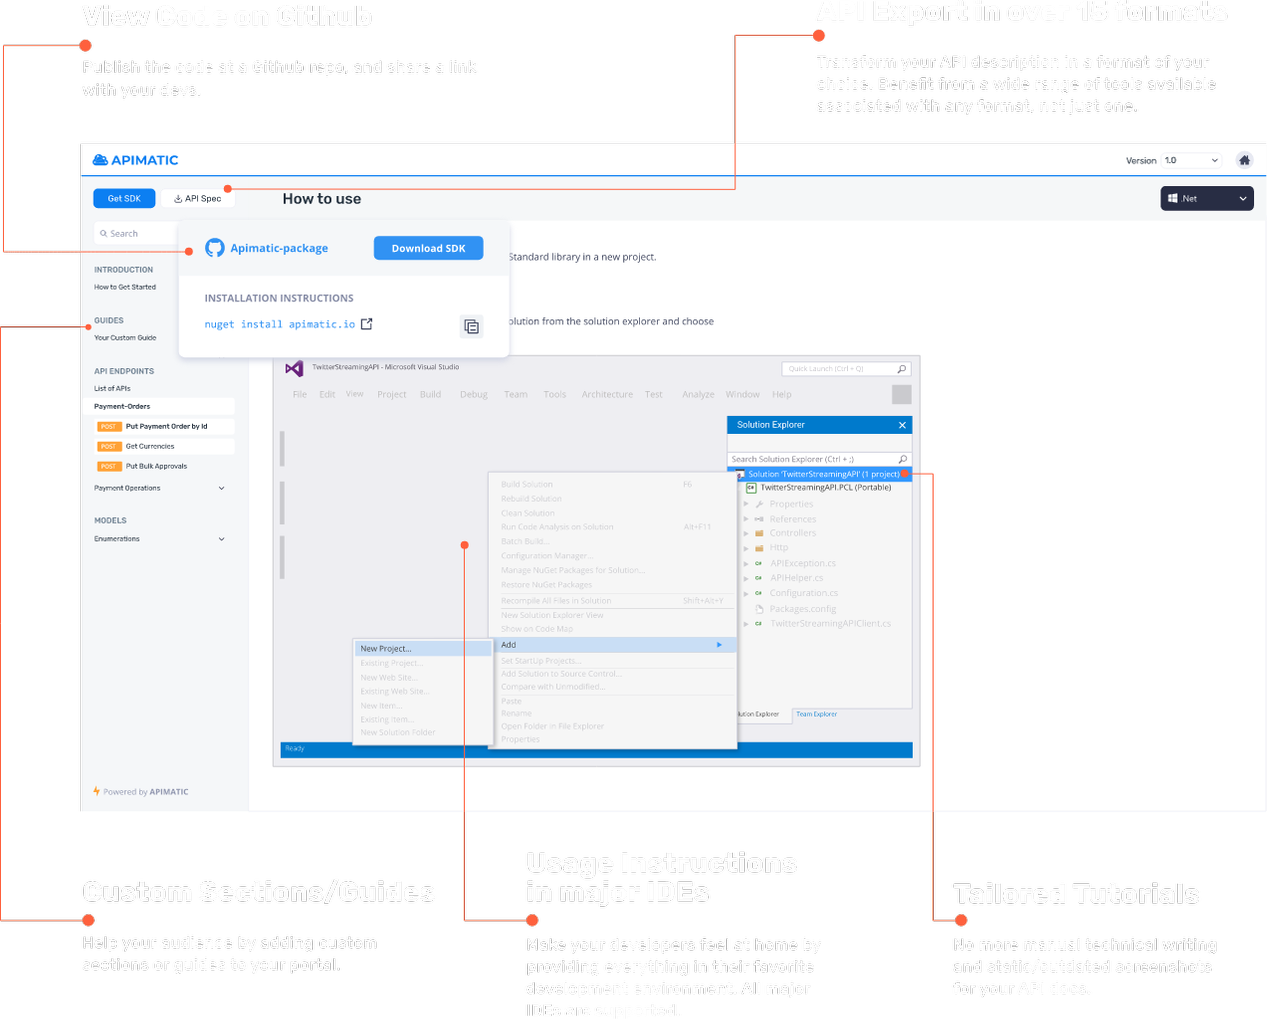 View Code on Github
Publish the code at a Github repo, and share a link
with your devs.
API Export in over 15 formats
Transform your API description in a format of your
choice. Benefit from a wide range of tools available
associated with any format, not just one.
APIMATIC
Version 1.0
Get SDK
API Spec
How to use
.Net
Search
Apimatic-package
Download SDK
Standard library in a new project.
INTRODUCTION
How to Get Started
INSTALLATION INSTRUCTIONS
nuget install apimatic.io
olution from the solution explorer and choose
GUIDES
Your Custom Guide
API ENDPOINTS
List of APIs
Payment-Orders
POST Put Payment Order by Id
POST Get Currencies
POST Put Bulk Approvals
Payment Operations
MODELS
Enumerations
Powered by APIMATIC
TwitterStreamingAPI - Microsoft Visual Studio
Quick Launch (Ctrl + Q)
File Edit View Project Build Debug Team Tools Architecture Test Analyze Window Help
Solution Explorer
Search Solution Explorer (Ctrl + ;)
Solution 'TwitterStreamingAPI' (1 project)
TwitterStreamingAPI.PCL (Portable)
Properties
References
Controllers
Http
APIException.cs
APIHelper.cs
Configuration.cs
Packages.config
TwitterStreamingAPIClient.cs
lution Explorer
Team Explorer
Build Solution F6
Rebuild Solution
Clean Solution
Run Code Analysis on Solution Alt+F11
Batch Build...
Configuration Manager...
Manage NuGet Packages for Solution...
Restore NuGet Packages
Recompile All Files in Solution Shift+Alt+Y
New Solution Explorer View
Show on Code Map
Add
Set StartUp Projects...
Add Solution to Source Control...
Compare with Unmodified...
Paste
Rename
Open Folder in File Explorer
Properties
New Project...
Existing Project...
New Web Site...
Existing Web Site...
New Item...
Existing Item...
New Solution Folder
Ready
Custom Sections/Guides
Help your audience by adding custom
sections or guides to your portal.
Usage Instructions
in major IDEs
Make your developers feel at home by
providing everything in their favorite
development environment. All major
IDEs are supported.
Tailored Tutorials
No more manual technical writing
and static/outdated screenshots
for your API docs.